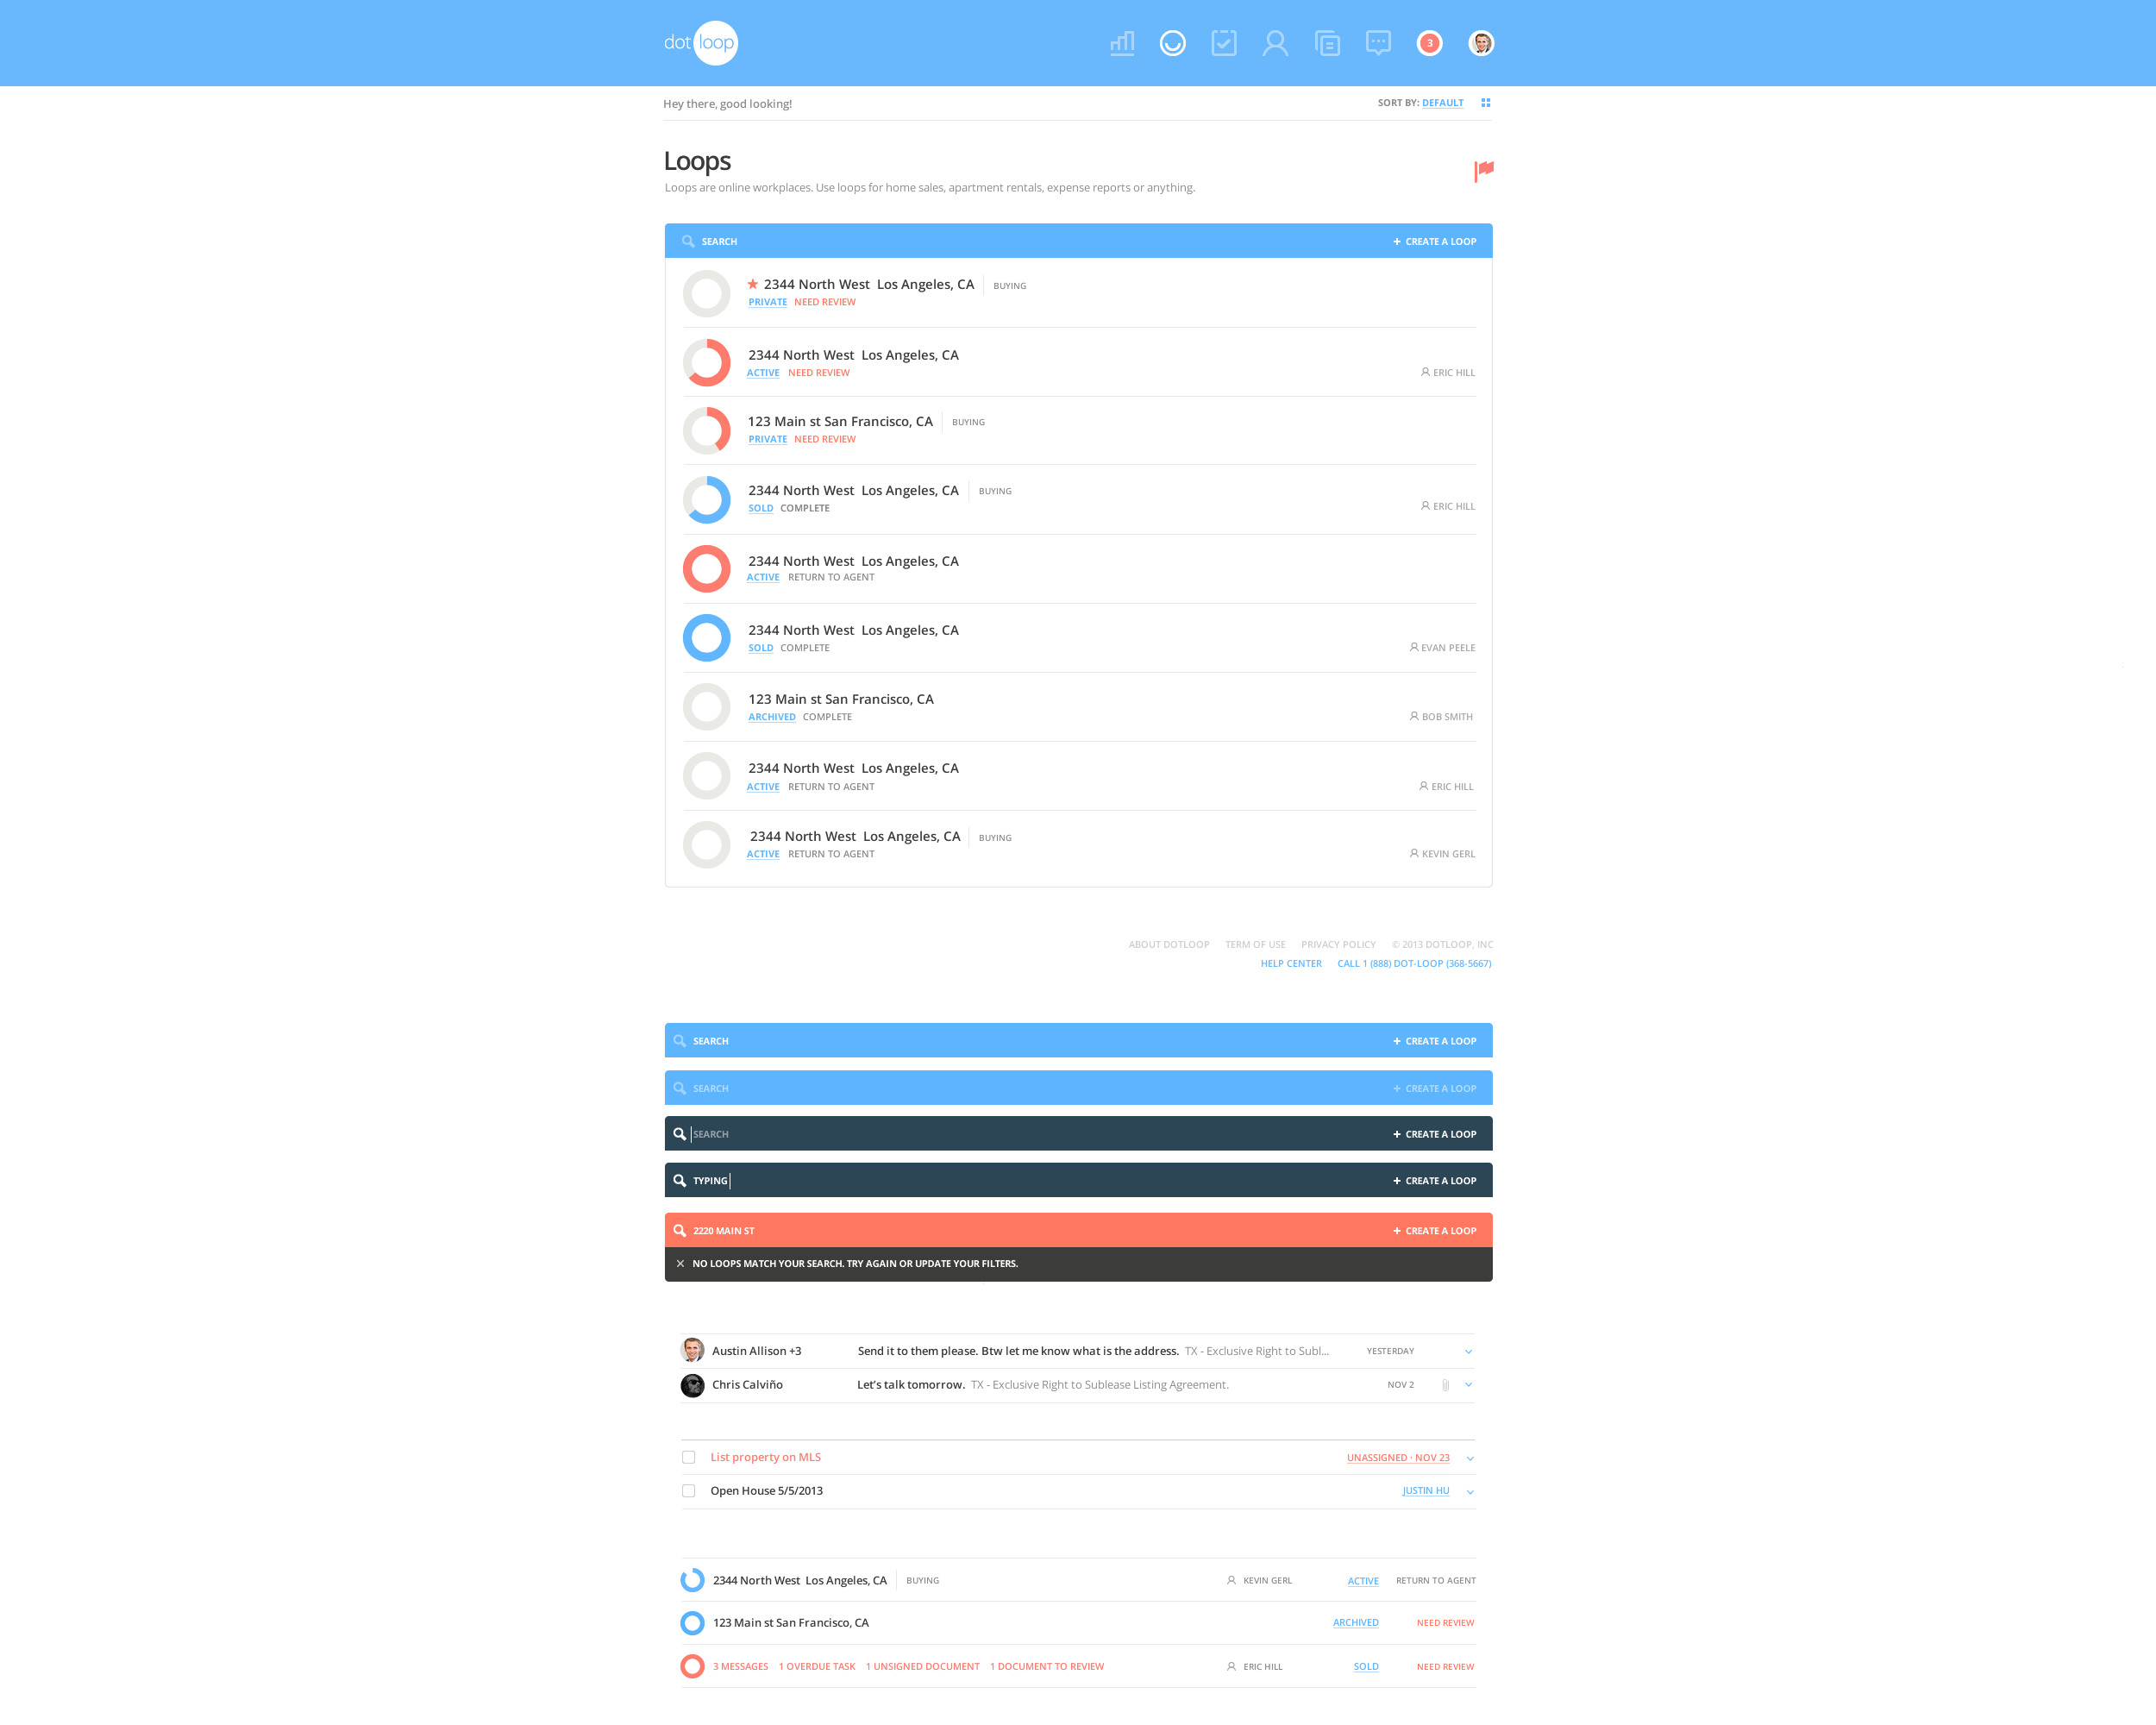 dot loop
3
Hey there, good looking!
SORT BY: DEFAULT
Loops
Loops are online workplaces. Use loops for home sales, apartment rentals, expense reports or anything.
SEARCH + CREATE A LOOP
2344 North West Los Angeles, CA BUYING
PRIVATE NEED REVIEW
2344 North West Los Angeles, CA
ACTIVE NEED REVIEW ERIC HILL
123 Main st San Francisco, CA BUYING
PRIVATE NEED REVIEW
2344 North West Los Angeles, CA BUYING
SOLD COMPLETE ERIC HILL
2344 North West Los Angeles, CA
ACTIVE RETURN TO AGENT
2344 North West Los Angeles, CA
SOLD COMPLETE EVAN PEELE
123 Main st San Francisco, CA
ARCHIVED COMPLETE BOB SMITH
2344 North West Los Angeles, CA
ACTIVE RETURN TO AGENT ERIC HILL
2344 North West Los Angeles, CA BUYING
ACTIVE RETURN TO AGENT KEVIN GERL
ABOUT DOTLOOP TERM OF USE PRIVACY POLICY © 2013 DOTLOOP, INC
HELP CENTER CALL 1 (888) DOT-LOOP (368-5667)
SEARCH + CREATE A LOOP
SEARCH + CREATE A LOOP
SEARCH + CREATE A LOOP
TYPING + CREATE A LOOP
2220 MAIN ST + CREATE A LOOP
NO LOOPS MATCH YOUR SEARCH. TRY AGAIN OR UPDATE YOUR FILTERS.
Austin Allison +3 Send it to them please. Btw let me know what is the address. TX - Exclusive Right to Subl... YESTERDAY
Chris Calviño Let's talk tomorrow. TX - Exclusive Right to Sublease Listing Agreement. NOV 2
List property on MLS UNASSIGNED · NOV 23
Open House 5/5/2013 JUSTIN HU
2344 North West Los Angeles, CA BUYING KEVIN GERL ACTIVE RETURN TO AGENT
123 Main st San Francisco, CA ARCHIVED NEED REVIEW
3 MESSAGES 1 OVERDUE TASK 1 UNSIGNED DOCUMENT 1 DOCUMENT TO REVIEW ERIC HILL SOLD NEED REVIEW